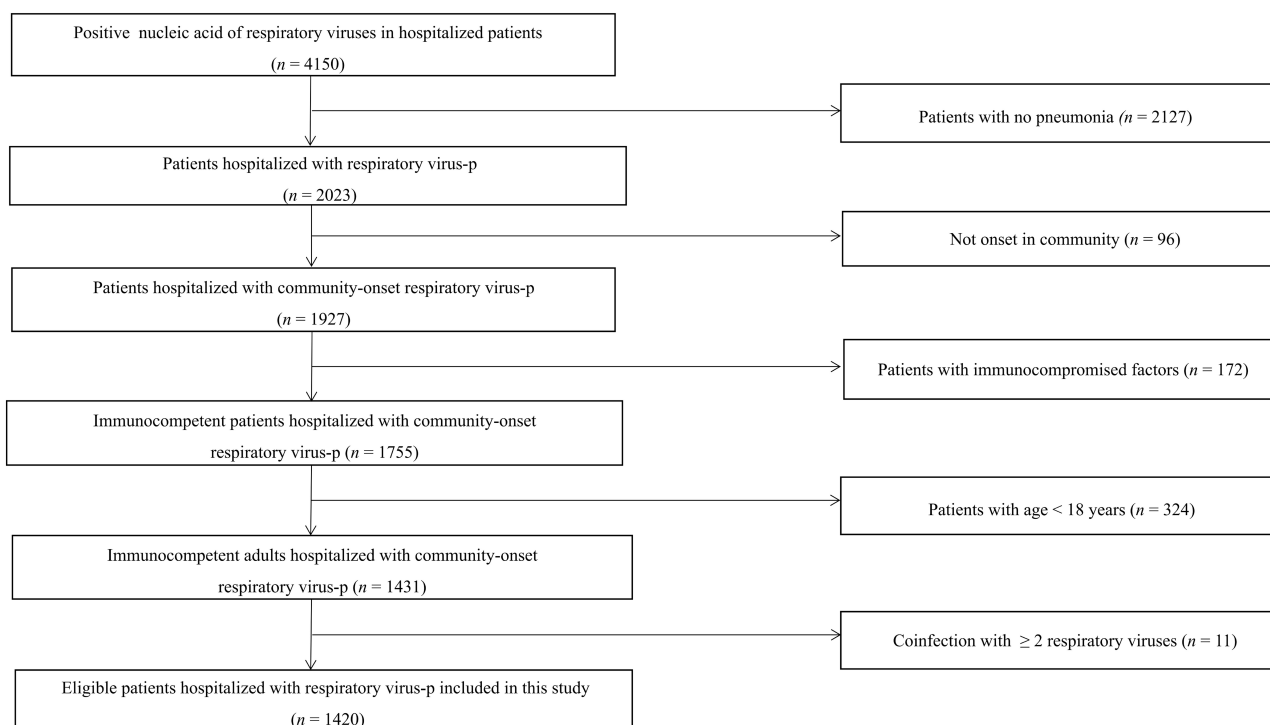 Positive nucleic acid of respiratory viruses in hospitalized patients
(n = 4150)
Patients with no pneumonia (n = 2127)
Patients hospitalized with respiratory virus-p
(n = 2023)
Not onset in community (n = 96)
Patients hospitalized with community-onset respiratory virus-p
(n = 1927)
Patients with immunocompromised factors (n = 172)
Immunocompetent patients hospitalized with community-onset
respiratory virus-p (n = 1755)
Patients with age < 18 years (n = 324)
Immunocompetent adults hospitalized with community-onset
respiratory virus-p (n = 1431)
Coinfection with ≥ 2 respiratory viruses (n = 11)
Eligible patients hospitalized with respiratory virus-p included in this study
(n = 1420)